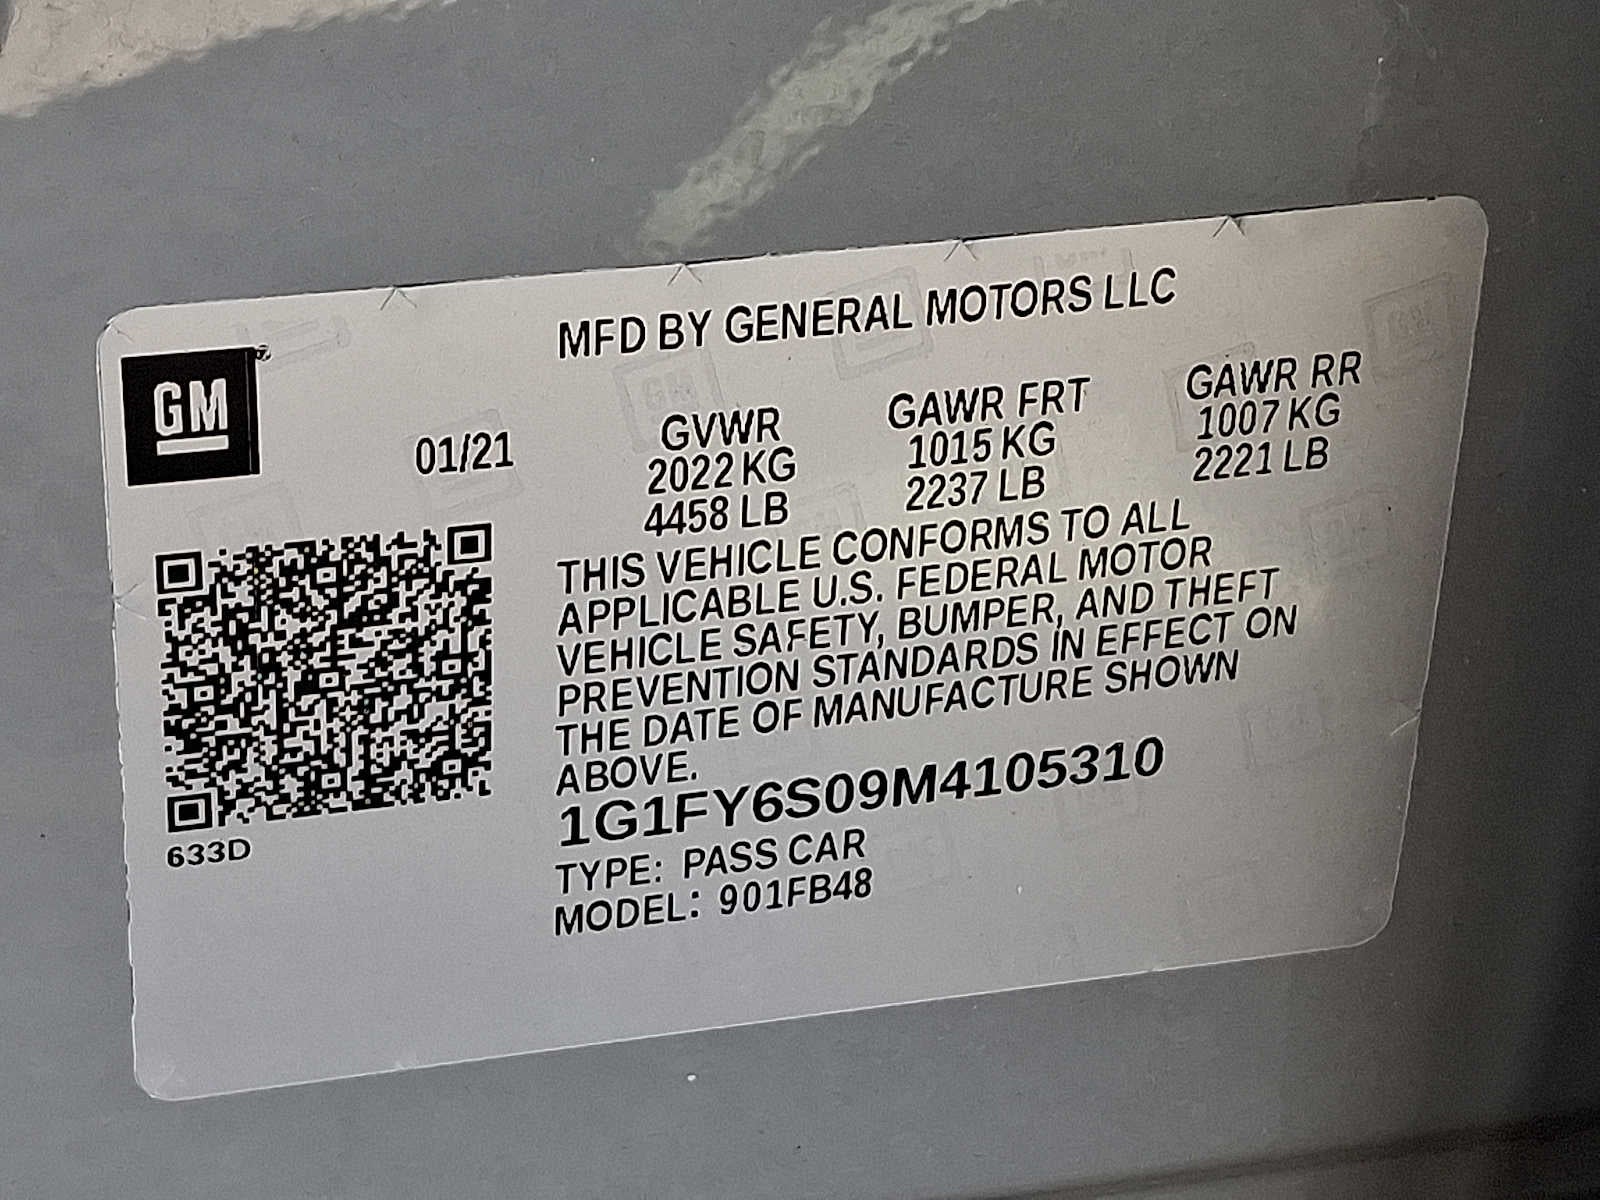 MFD BY GENERAL MOTORS LLC
GM
01/21
GVWR
2022 KG
4458 LB
GAWR FRT
1015 KG
2237 LB
GAWR RR
1007 KG
2221 LB
THIS VEHICLE CONFORMS TO ALL
APPLICABLE U.S. FEDERAL MOTOR
VEHICLE SAFETY, BUMPER, AND THEFT
PREVENTION STANDARDS IN EFFECT ON
THE DATE OF MANUFACTURE SHOWN
ABOVE.
1G1FY6S09M4105310
TYPE: PASS CAR
MODEL: 901FB48
633D